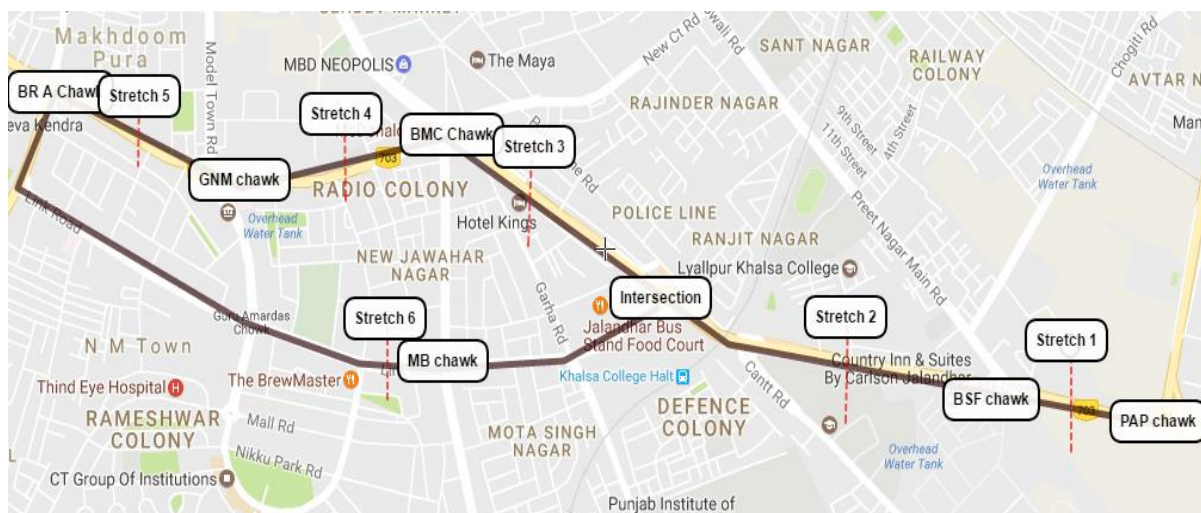 Makhdoom
Pura
Model Town Rd
MBD NEOPOLIS
The Maya
New Ct Rd
SANT NAGAR
RAILWAY
COLONY
Chogiti Rd
AVTAR N
BR A Chawk
Stretch 5
Stretch 4
BMC Chawk
Stretch 3
RAJINDER NAGAR
9th Street
11th Street
4th Street
eva Kendra
GNM chawk
703
RADIO COLONY
Link Road
Overhead
Water Tank
Hotel Kings
POLICE LINE
RANJIT NAGAR
Preet Nagar Main Rd
Overhead
Water Tank
NEW JAWAHAR
NAGAR
Garha Rd
Lyallpur Khalsa College
Intersection
Guru Amardas
Chowk
Stretch 6
Jalandhar Bus
Stand Food Court
Stretch 2
Stretch 1
N M Town
MB chawk
Country Inn & Suites
By Carlson Jalandhar
Thind Eye Hospital
The BrewMaster
Khalsa College Halt
Cantt Rd
BSF chawk
703
PAP chawk
RAMESHWAR
COLONY
Mall Rd
DEFENCE
COLONY
MOTA SINGH
NAGAR
Nikku Park Rd
Overhead
Water Tank
CT Group Of Institutions
Punjab Institute of